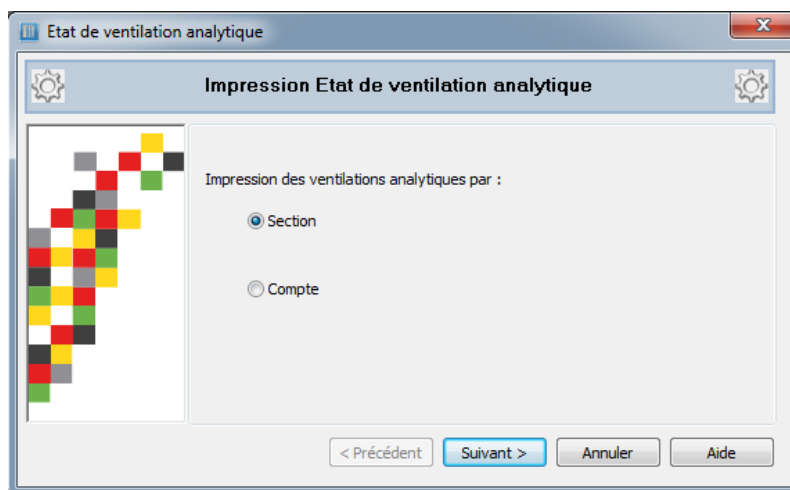 Etat de ventilation analytique
Impression Etat de ventilation analytique
Impression des ventilations analytiques par :
Section
Compte
< Précédent
Suivant >
Annuler
Aide